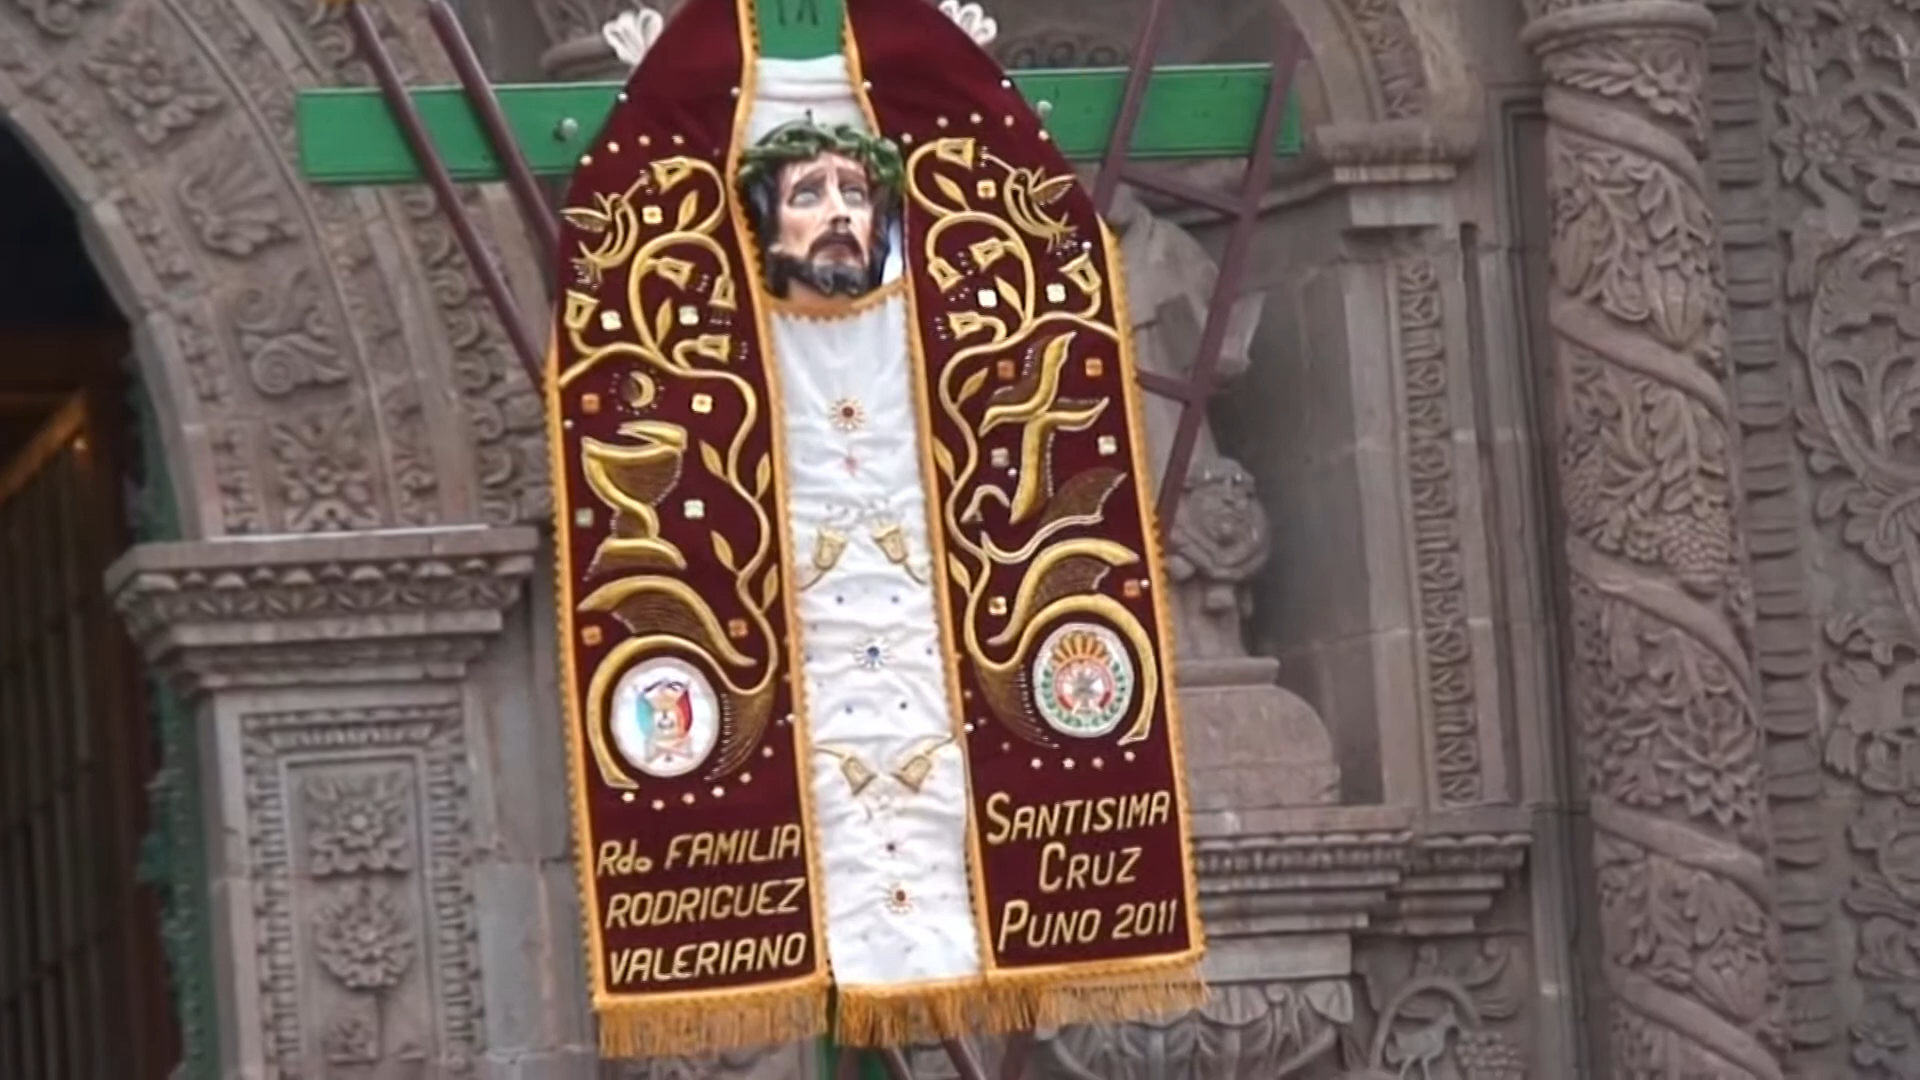 Rdo FAMILIA
RODRIGUEZ
VALERIANO
SANTISIMA
CRUZ
PUNO 2011